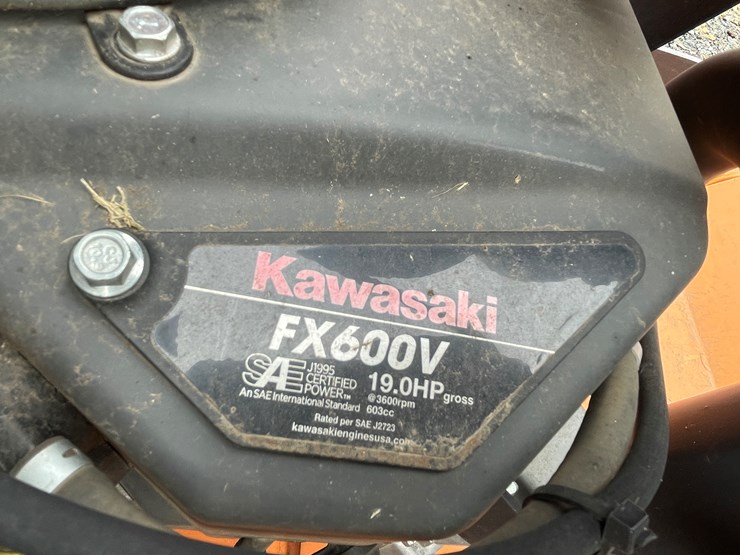 Kawasaki
FX600V
SAE J1995 CERTIFIED POWER™
An SAE International Standard
19.0HP gross
@3600rpm
603cc
Rated per SAE J2723
kawasakienginesusa.com